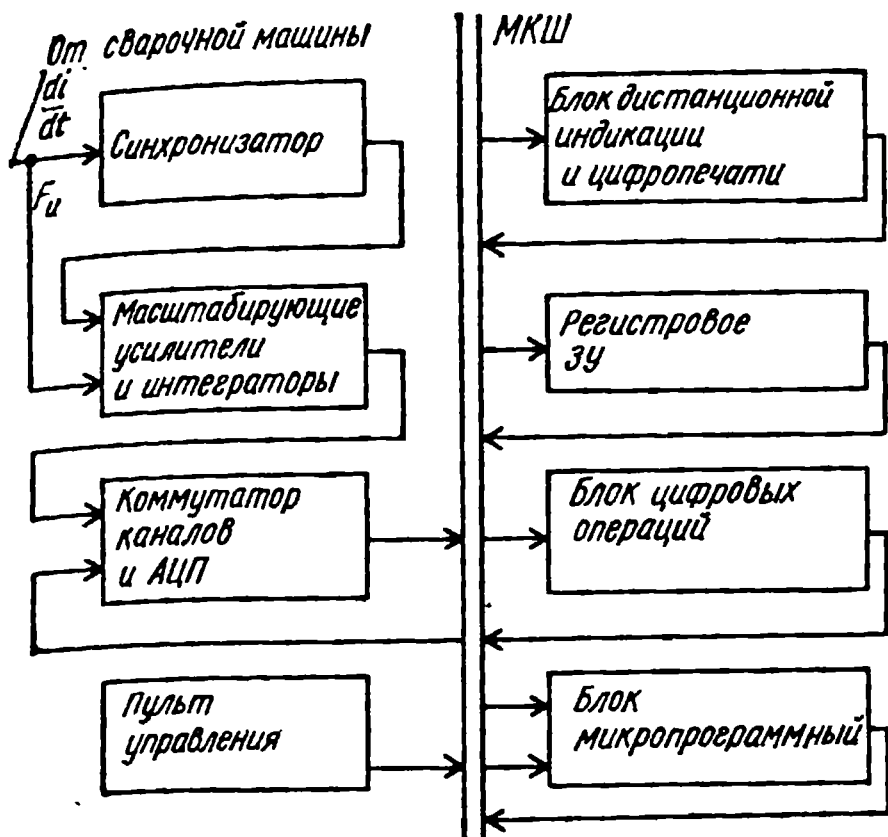 От сварочной машины
di
dt
Fи
Синхронизатор
Масштабирующие
усилители
и интеграторы
Коммутатор
каналов
и АЦП
Пульт
управления
МКШ
Блок дистанционной
индикации
и цифропечати
Регистровое
ЗУ
Блок цифровых
операций
Блок
микропрограммный